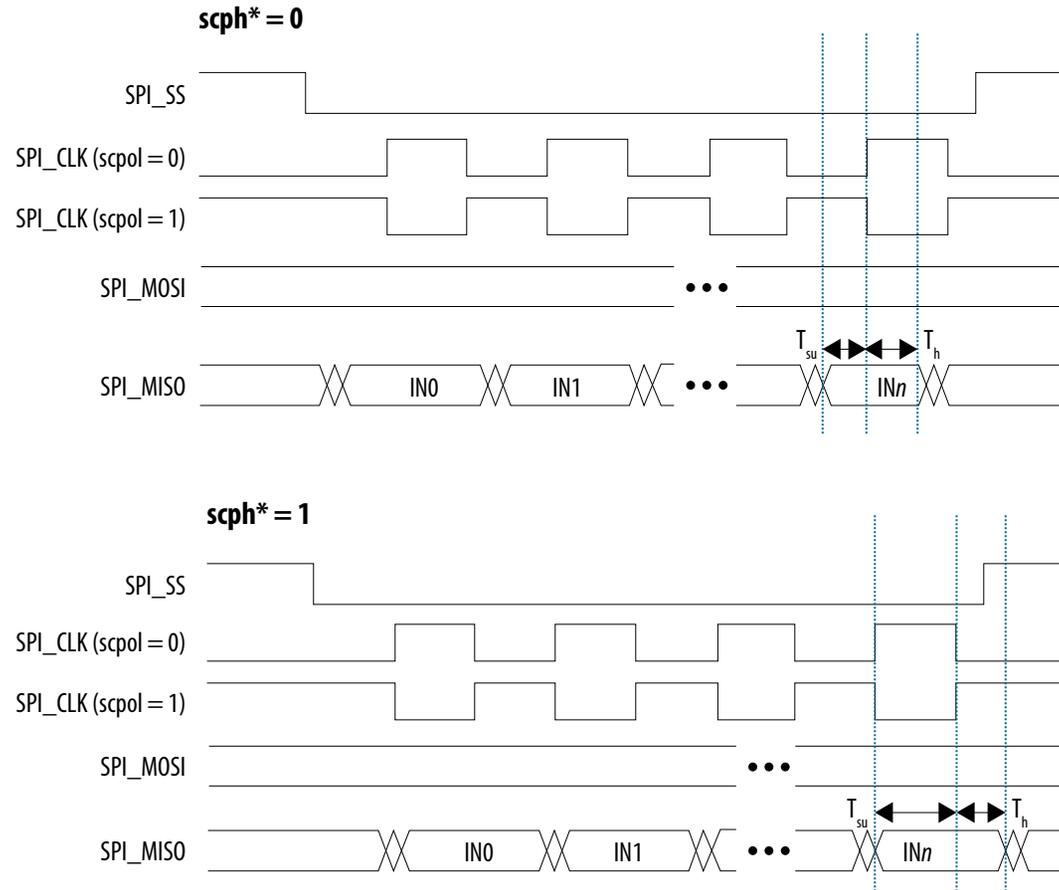 scph* = 0
SPI_SS
SPI_CLK (scpol = 0)
SPI_CLK (scpol = 1)
SPI_MOSI
Tsu Th
SPI_MISO IN0 IN1 INn
scph* = 1
SPI_SS
SPI_CLK (scpol = 0)
SPI_CLK (scpol = 1)
SPI_MOSI
Tsu Th
SPI_MISO IN0 IN1 INn